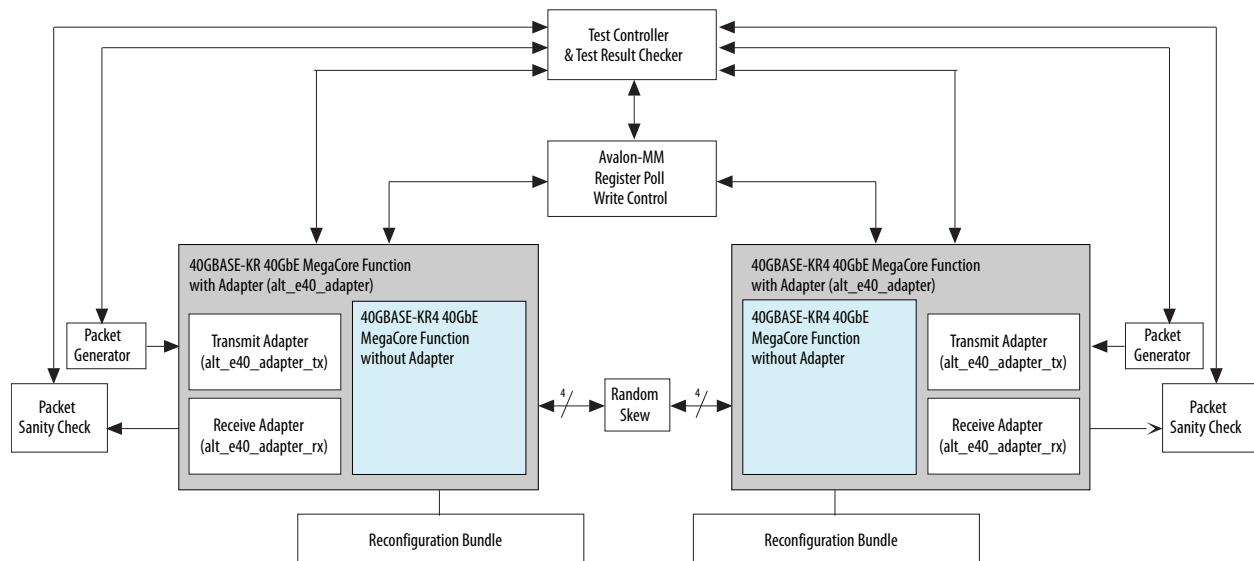 Test Controller
& Test Result Checker
Avalon-MM
Register Poll
Write Control
40GBASE-KR 40GbE MegaCore Function
with Adapter (alt_e40_adapter)
40GBASE-KR4 40GbE
MegaCore Function
without Adapter
Packet
Generator
Transmit Adapter
(alt_e40_adapter_tx)
Packet
Sanity Check
Receive Adapter
(alt_e40_adapter_rx)
4
Random
Skew
4
40GBASE-KR4 40GbE MegaCore Function
with Adapter (alt_e40_adapter)
40GBASE-KR4 40GbE
MegaCore Function
without Adapter
Transmit Adapter
(alt_e40_adapter_tx)
Packet
Generator
Receive Adapter
(alt_e40_adapter_rx)
Packet
Sanity Check
Reconfiguration Bundle
Reconfiguration Bundle